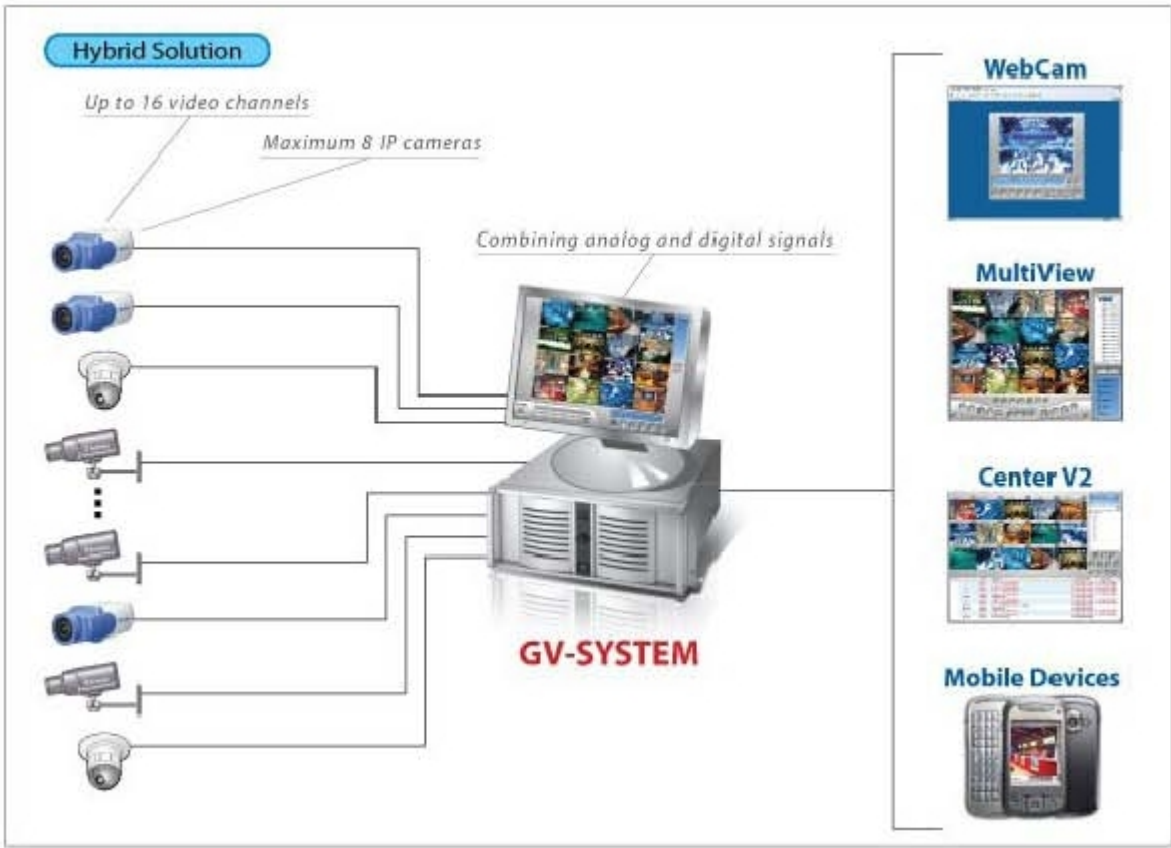 Hybrid Solution
Up to 16 video channels
Maximum 8 IP cameras
Combining analog and digital signals
GV-SYSTEM
WebCam
MultiView
Center V2
Mobile Devices